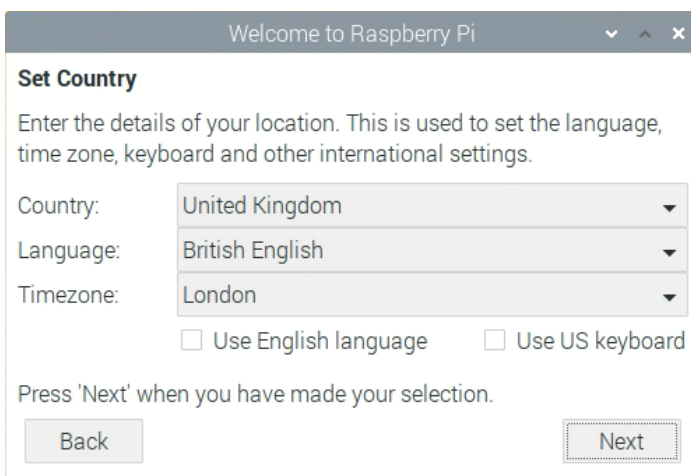 Welcome to Raspberry Pi
Set Country
Enter the details of your location. This is used to set the language,
time zone, keyboard and other international settings.
Country: United Kingdom
Language: British English
Timezone: London
Use English language Use US keyboard
Press 'Next' when you have made your selection.
Back Next